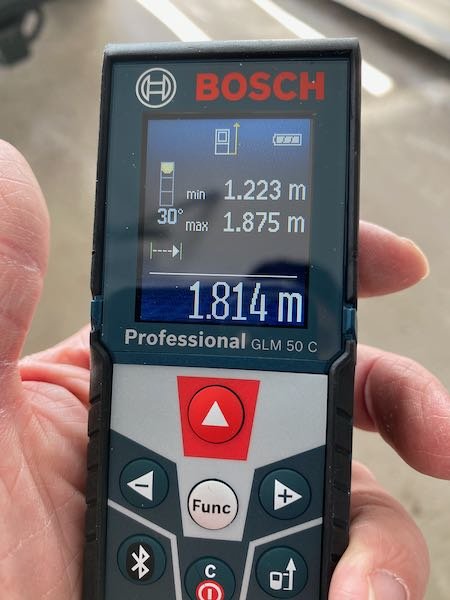 BOSCH
min 1.223 m
30° max 1.875 m
1.814 m
Professional GLM 50 C
Func
C